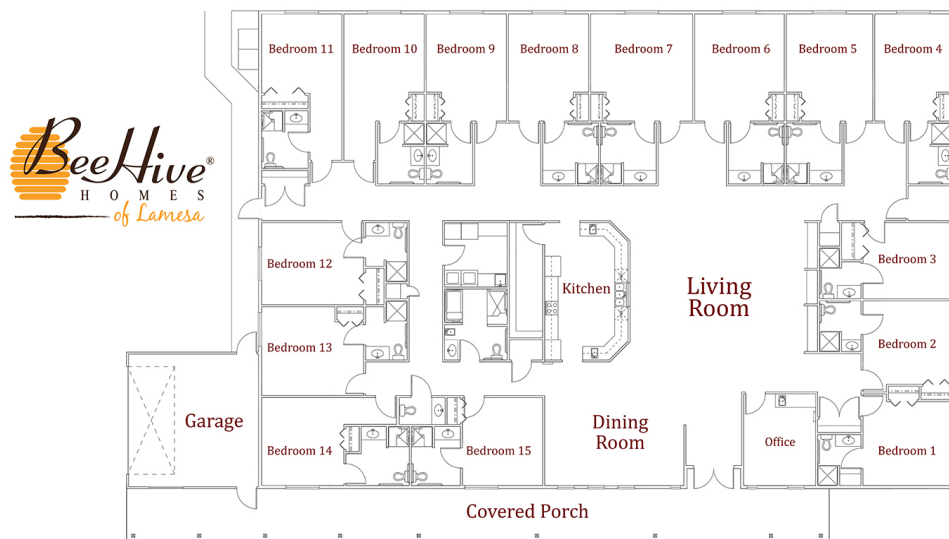 Bedroom 11
Bedroom 10
Bedroom 9
Bedroom 8
Bedroom 7
Bedroom 6
Bedroom 5
Bedroom 4
BeeHive®
HOMES
of Lamesa
Bedroom 12
Kitchen
Living
Room
Bedroom 3
Bedroom 13
Bedroom 2
Garage
Bedroom 14
Bedroom 15
Dining
Room
Office
Bedroom 1
Covered Porch